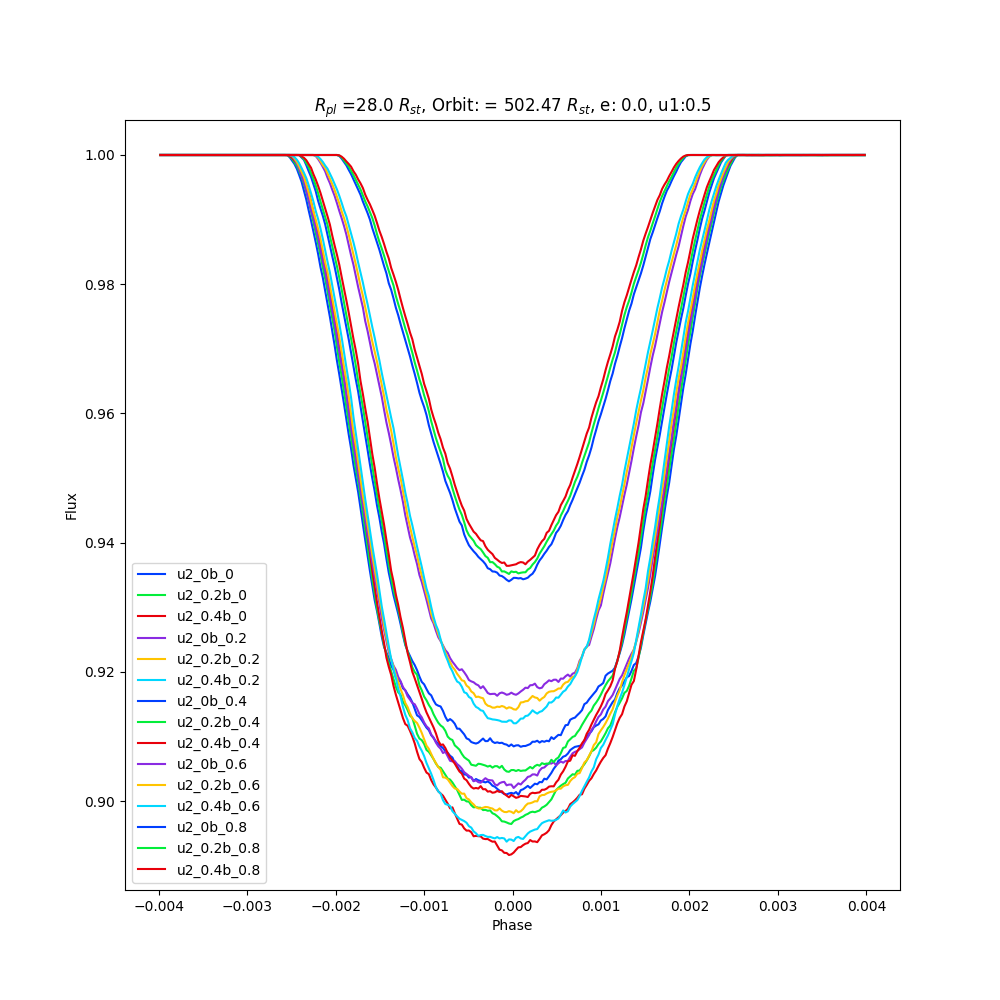 R_pl =28.0 R_st, Orbit: = 502.47 R_st, e: 0.0, u1:0.5
1.00
0.98
0.96
0.94
0.92
0.90
Flux
u2_0b_0
u2_0.2b_0
u2_0.4b_0
u2_0b_0.2
u2_0.2b_0.2
u2_0.4b_0.2
u2_0b_0.4
u2_0.2b_0.4
u2_0.4b_0.4
u2_0b_0.6
u2_0.2b_0.6
u2_0.4b_0.6
u2_0b_0.8
u2_0.2b_0.8
u2_0.4b_0.8
−0.004 −0.003 −0.002 −0.001 0.000 0.001 0.002 0.003 0.004
Phase